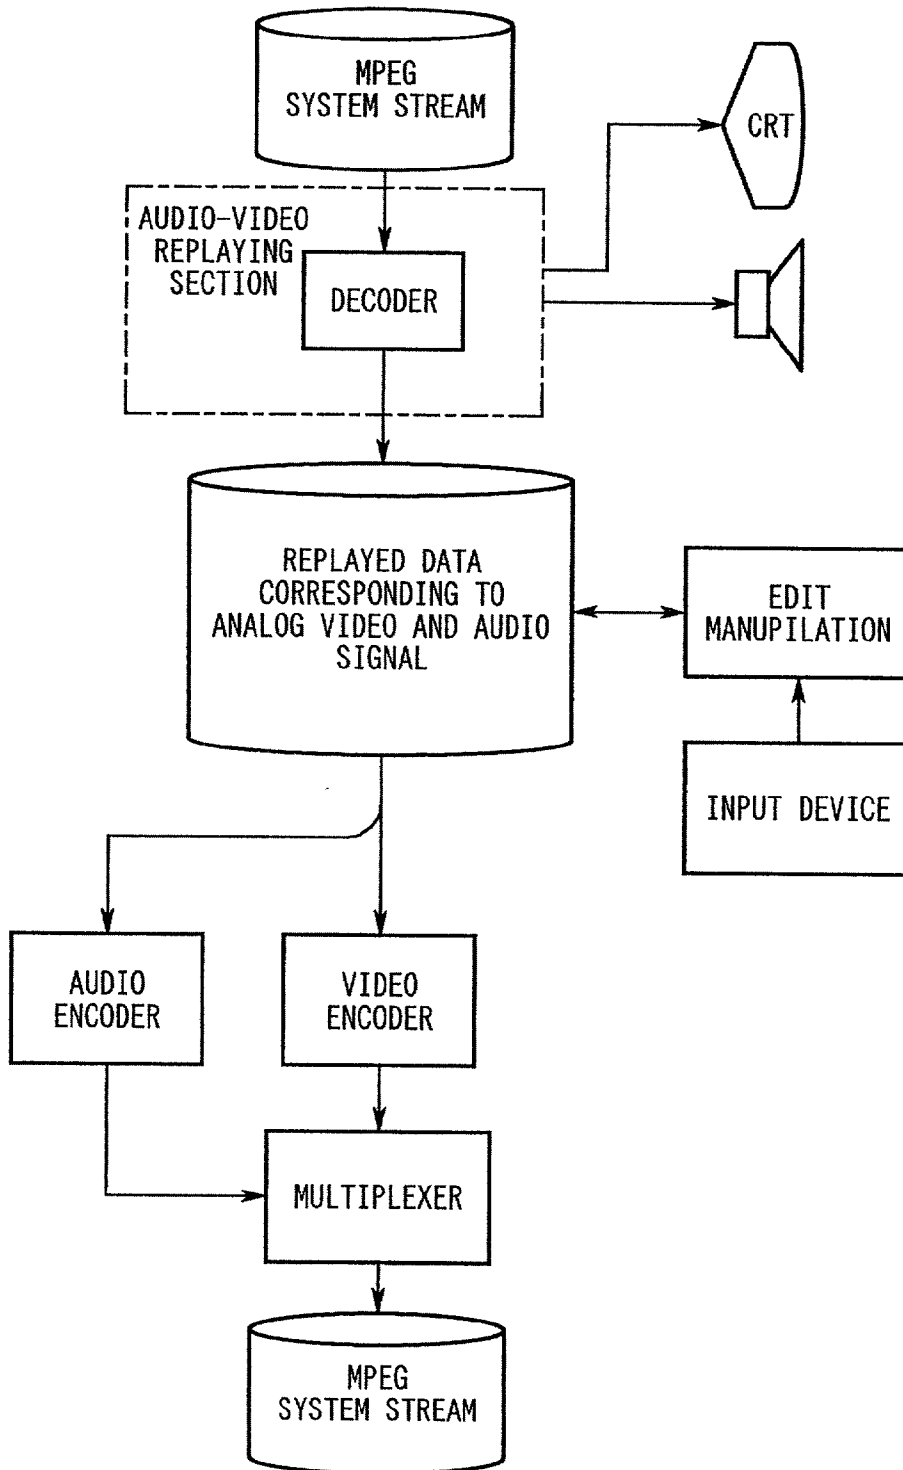 MPEG
SYSTEM STREAM
CRT
AUDIO-VIDEO
REPLAYING
SECTION
DECODER
REPLAYED DATA
CORRESPONDING TO
ANALOG VIDEO AND AUDIO
SIGNAL
EDIT
MANUPILATION
INPUT DEVICE
AUDIO
ENCODER
VIDEO
ENCODER
MULTIPLEXER
MPEG
SYSTEM STREAM